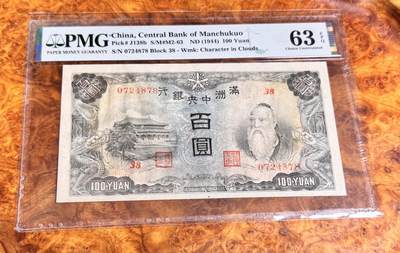 PMG
PAPER MONEY GUARANTY
China, Central Bank of Manchukuo
Pick# J138b S/M#M2-63 ND (1944) 100 Yuan
S/N 0724878 Block 38 - Wmk: Character in Clouds
63 EPQ
Choice Uncirculated
行銀央中洲滿
0724878
38
百圓
38
0724878
100 YUAN
100 YUAN